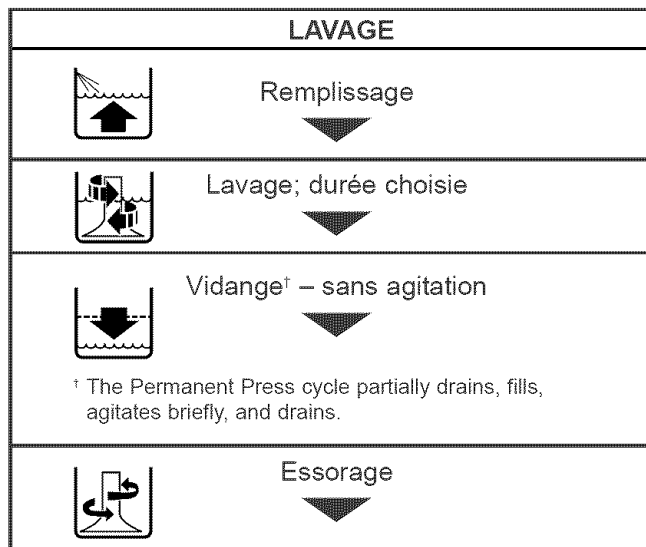 LAVAGE
Remplissage
Lavage; durée choisie
Vidange† – sans agitation
† The Permanent Press cycle partially drains, fills,
agitates briefly, and drains.
Essorage